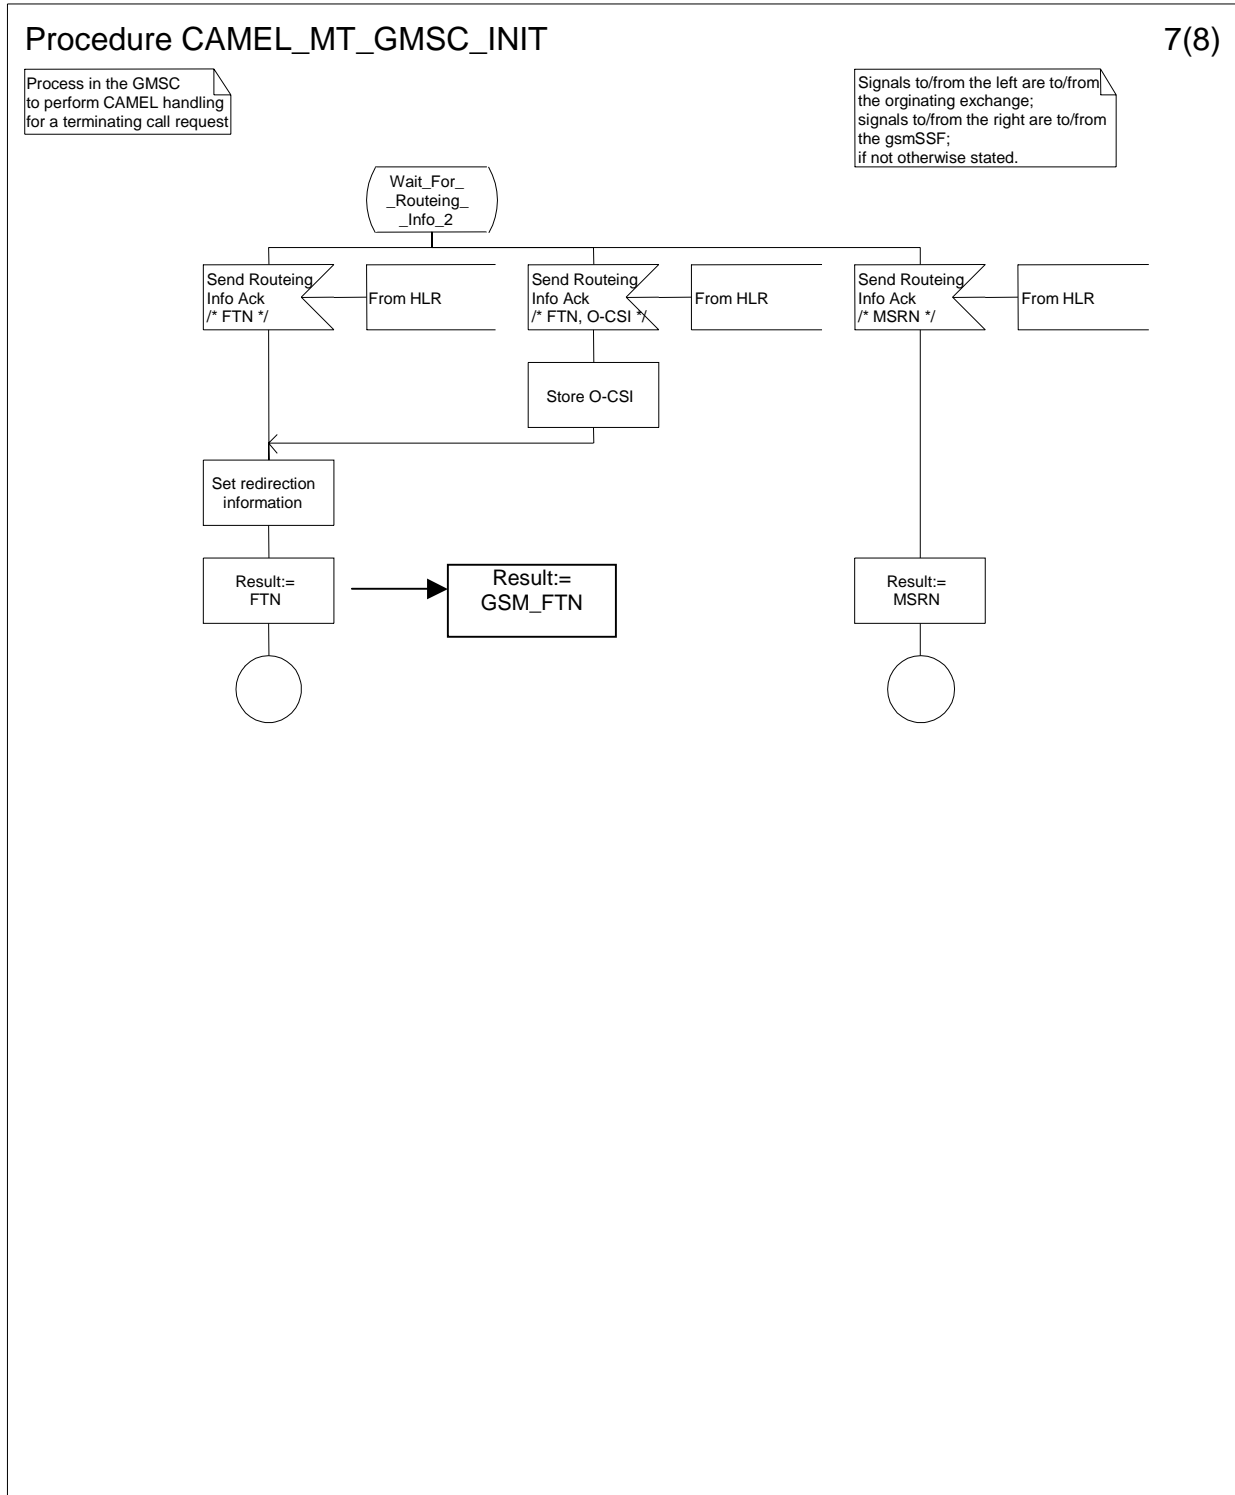 Procedure CAMEL_MT_GMSC_INIT
7(8)
Process in the GMSC
to perform CAMEL handling
for a terminating call request
Signals to/from the left are to/from
the orginating exchange;
signals to/from the right are to/from
the gsmSSF;
if not otherwise stated.
Wait_For_
_Routeing_
_Info_2
Send Routeing
Info Ack
/* FTN */
From HLR
Send Routeing
Info Ack
/* FTN, O-CSI */
From HLR
Send Routeing
Info Ack
/* MSRN */
From HLR
Store O-CSI
Set redirection
information
Result:=
FTN
Result:=
GSM_FTN
Result:=
MSRN